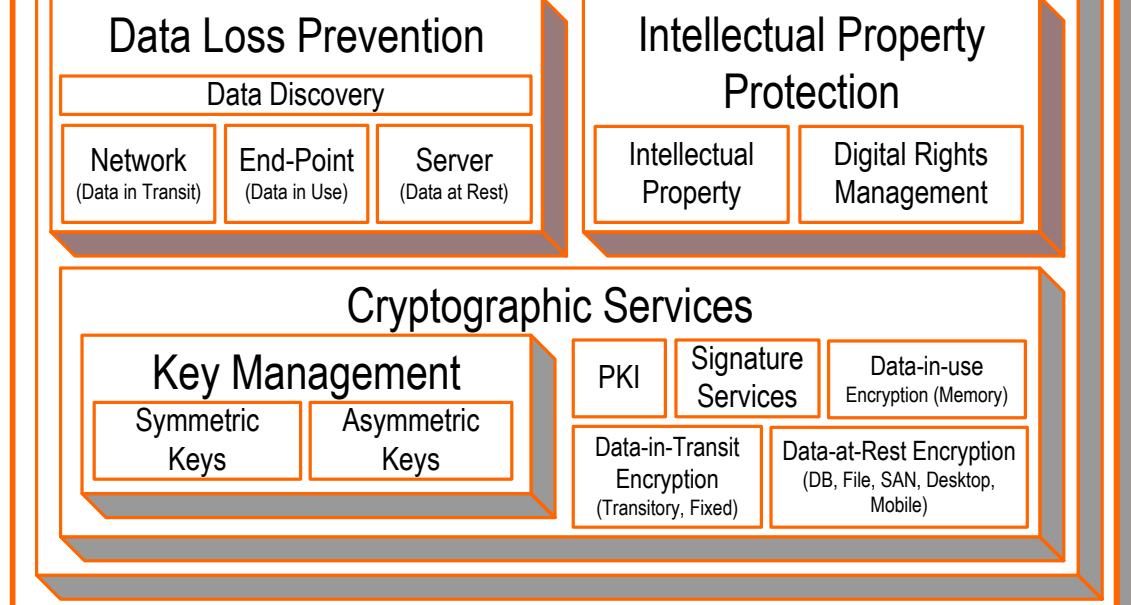 Data Loss Prevention
Data Discovery
Network
(Data in Transit)
End-Point
(Data in Use)
Server
(Data at Rest)
Intellectual Property
Protection
Intellectual
Property
Digital Rights
Management
Cryptographic Services
Key Management
Symmetric
Keys
Asymmetric
Keys
PKI
Signature
Services
Data-in-use
Encryption (Memory)
Data-in-Transit
Encryption
(Transitory, Fixed)
Data-at-Rest Encryption
(DB, File, SAN, Desktop,
Mobile)